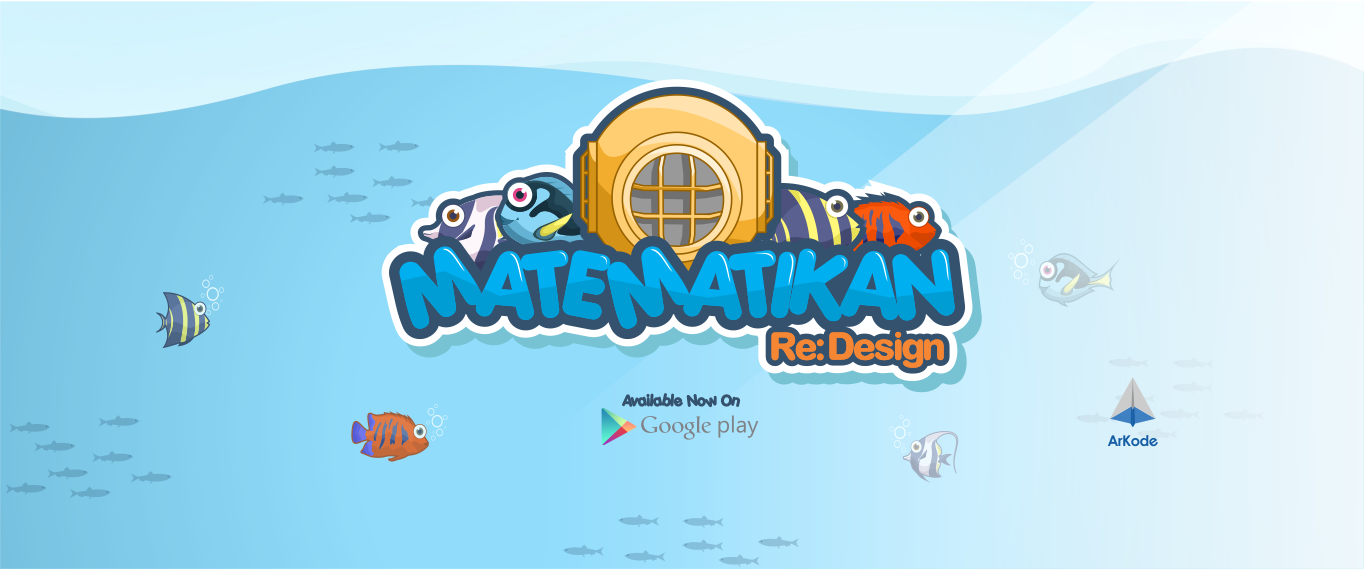 MATEMATIKAN
Re:Design
Available Now On
Google play
ArKode